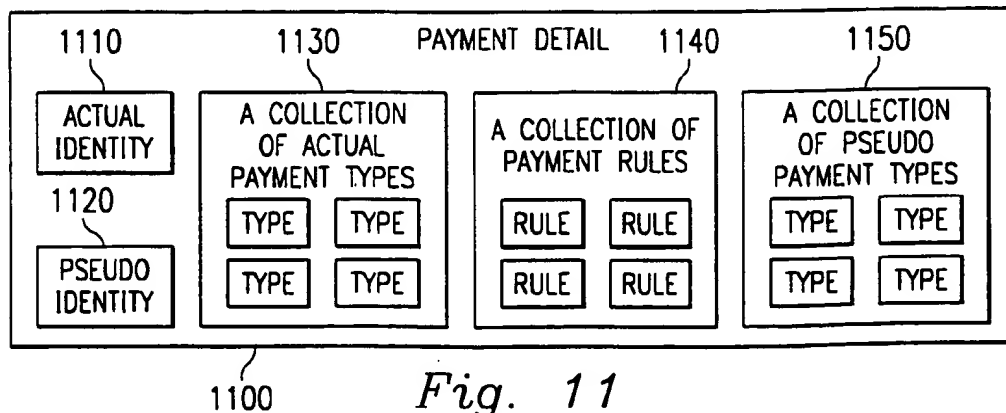 1110
1130
PAYMENT DETAIL
1140
1150
ACTUAL
IDENTITY
1120
PSEUDO
IDENTITY
A COLLECTION
OF ACTUAL
PAYMENT TYPES
TYPE TYPE
TYPE TYPE
A COLLECTION OF
PAYMENT RULES
RULE RULE
RULE RULE
A COLLECTION
OF PSEUDO
PAYMENT TYPES
TYPE TYPE
TYPE TYPE
1100
Fig. 11